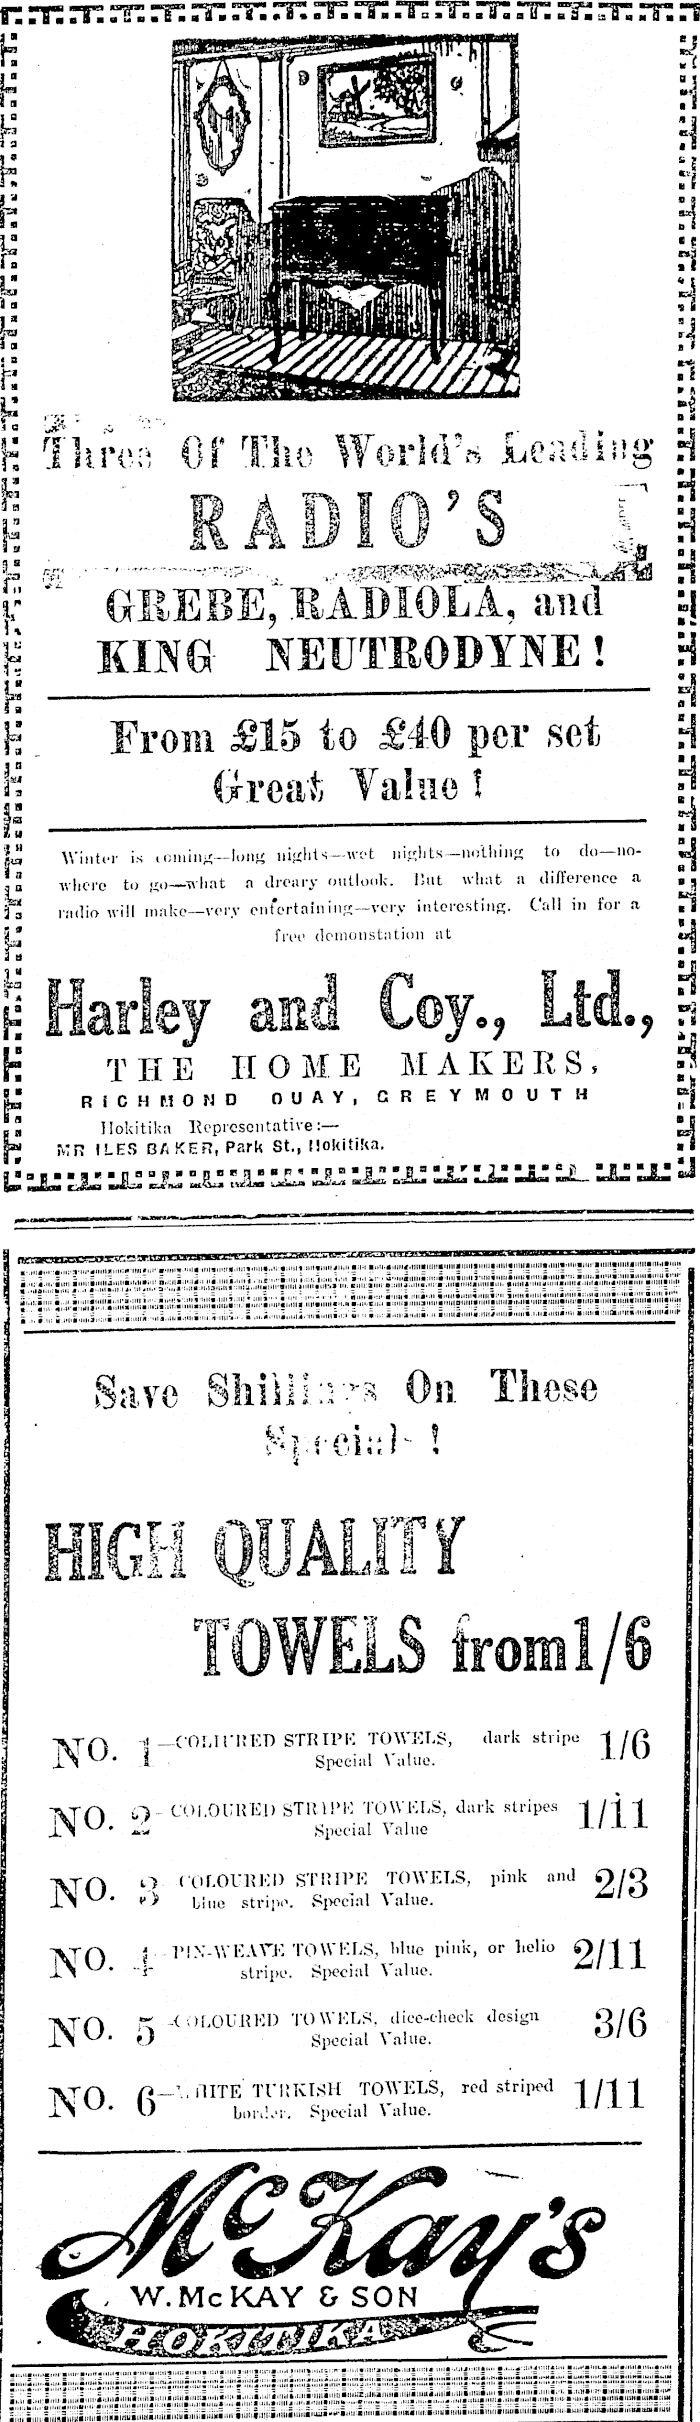 Three Of The World's Leading
RADIO'S
GREBE, RADIOLA, and
KING NEUTRODYNE!
From £15 to £40 per set
Great Value!
Winter is coming—long nights—wet nights—nothing to do—no-
where to go—what a dreary outlook. But what a difference a
radio will make—very entertaining—very interesting. Call in for a
free demonstation at
Harley and Coy., Ltd.,
THE HOME MAKERS,
RICHMOND QUAY, GREYMOUTH
Hokitika Representative:—
MR ILES BAKER, Park St., Hokitika.
Save Shillings On These
Specials!
HIGH QUALITY
TOWELS from 1/6
NO. 1—COLOURED STRIPE TOWELS, dark stripe 1/6
Special Value.
NO. 2—COLOURED STRIPE TOWELS, dark stripes 1/11
Special Value
NO. 3 COLOURED STRIPE TOWELS, pink and 2/3
blue stripe. Special Value.
NO. 4 PIN-WEAVE TOWELS, blue pink, or helio 2/11
stripe. Special Value.
NO. 5 -COLOURED TOWELS, dice-check design 3/6
Special Value.
NO. 6—WHITE TURKISH TOWELS, red striped 1/11
border. Special Value.
McKay's
W. McKAY & SON
HOKITIKA